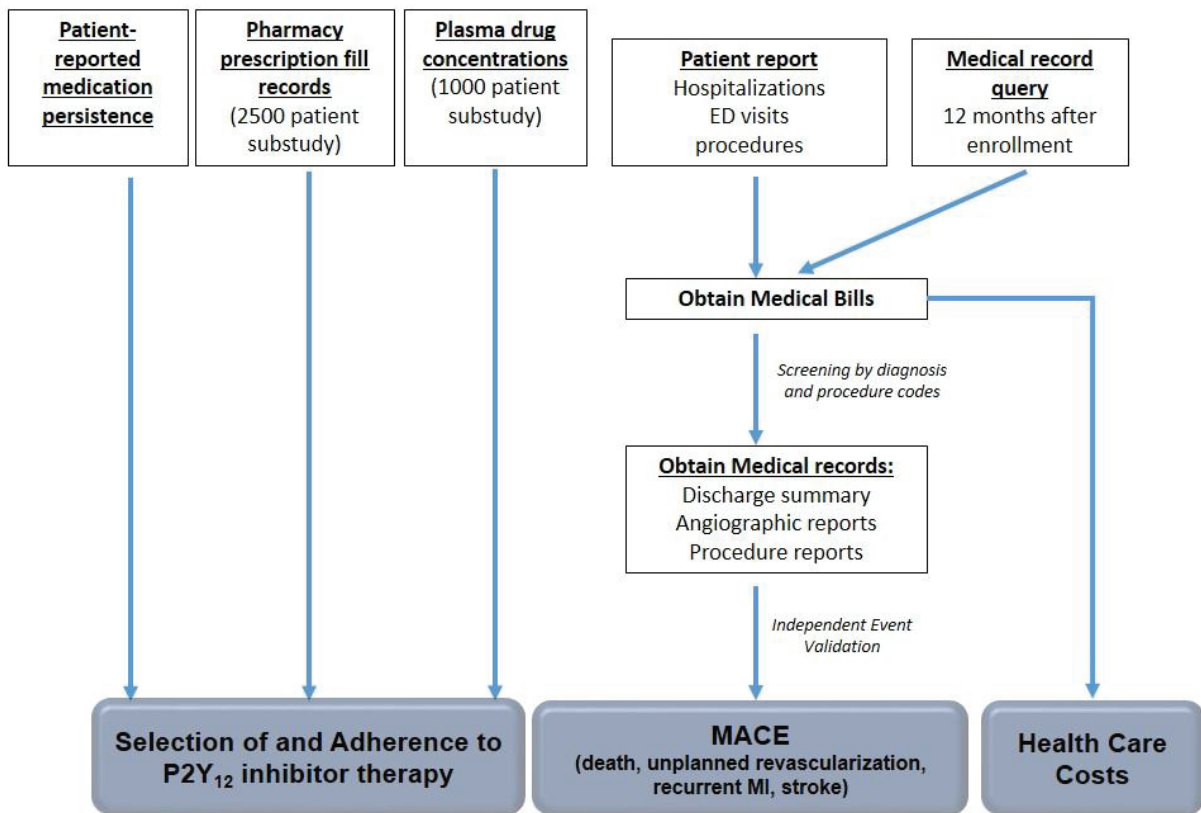 Patient-
reported
medication
persistence
Pharmacy
prescription fill
records
(2500 patient
substudy)
Plasma drug
concentrations
(1000 patient
substudy)
Patient report
Hospitalizations
ED visits
procedures
Medical record
query
12 months after
enrollment
Obtain Medical Bills
Screening by diagnosis
and procedure codes
Obtain Medical records:
Discharge summary
Angiographic reports
Procedure reports
Independent Event
Validation
Selection of and Adherence to
P2Y₁₂ inhibitor therapy
MACE
(death, unplanned revascularization,
recurrent MI, stroke)
Health Care
Costs